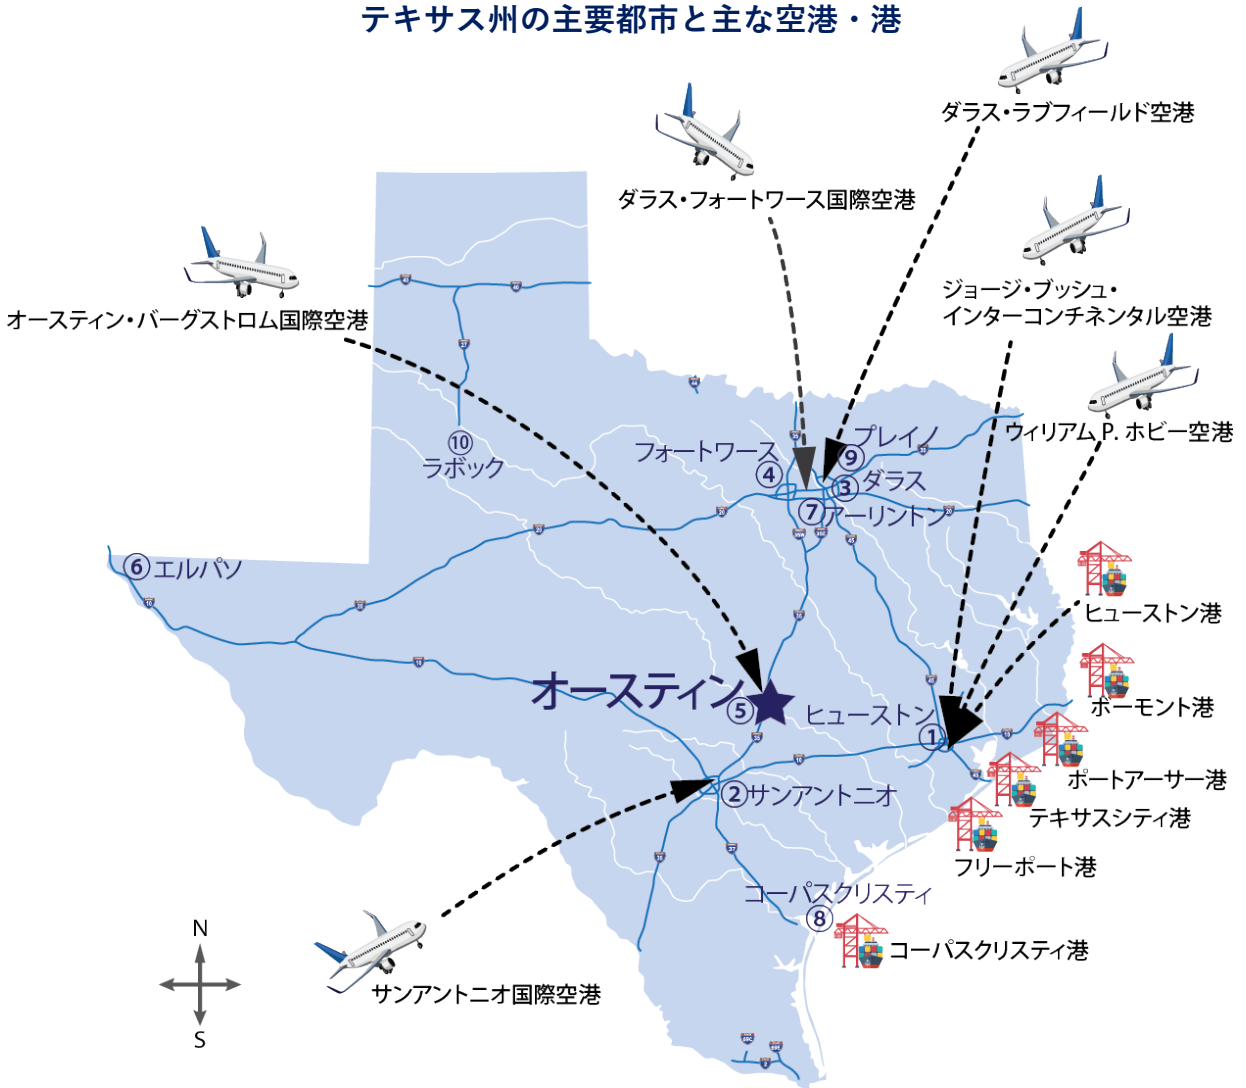 テキサス州の主要都市と主な空港・港
ダラス・ラブフィールド空港
ダラス・フォートワース国際空港
ジョージ・ブッシュ・
インターコンチネンタル空港
オースティン・バーグストロム国際空港
ウィリアム P. ホビー空港
⑩
ラボック
フォートワース
④
プレイノ
⑨
③ ダラス
⑦ アーリントン
⑥ エルパソ
ヒューストン港
オースティン
⑤
ヒューストン
①
ボーモント港
ポートアーサー港
② サンアントニオ
テキサスシティ港
フリーポート港
コーパスクリスティ
⑧
コーパスクリスティ港
サンアントニオ国際空港
N
S